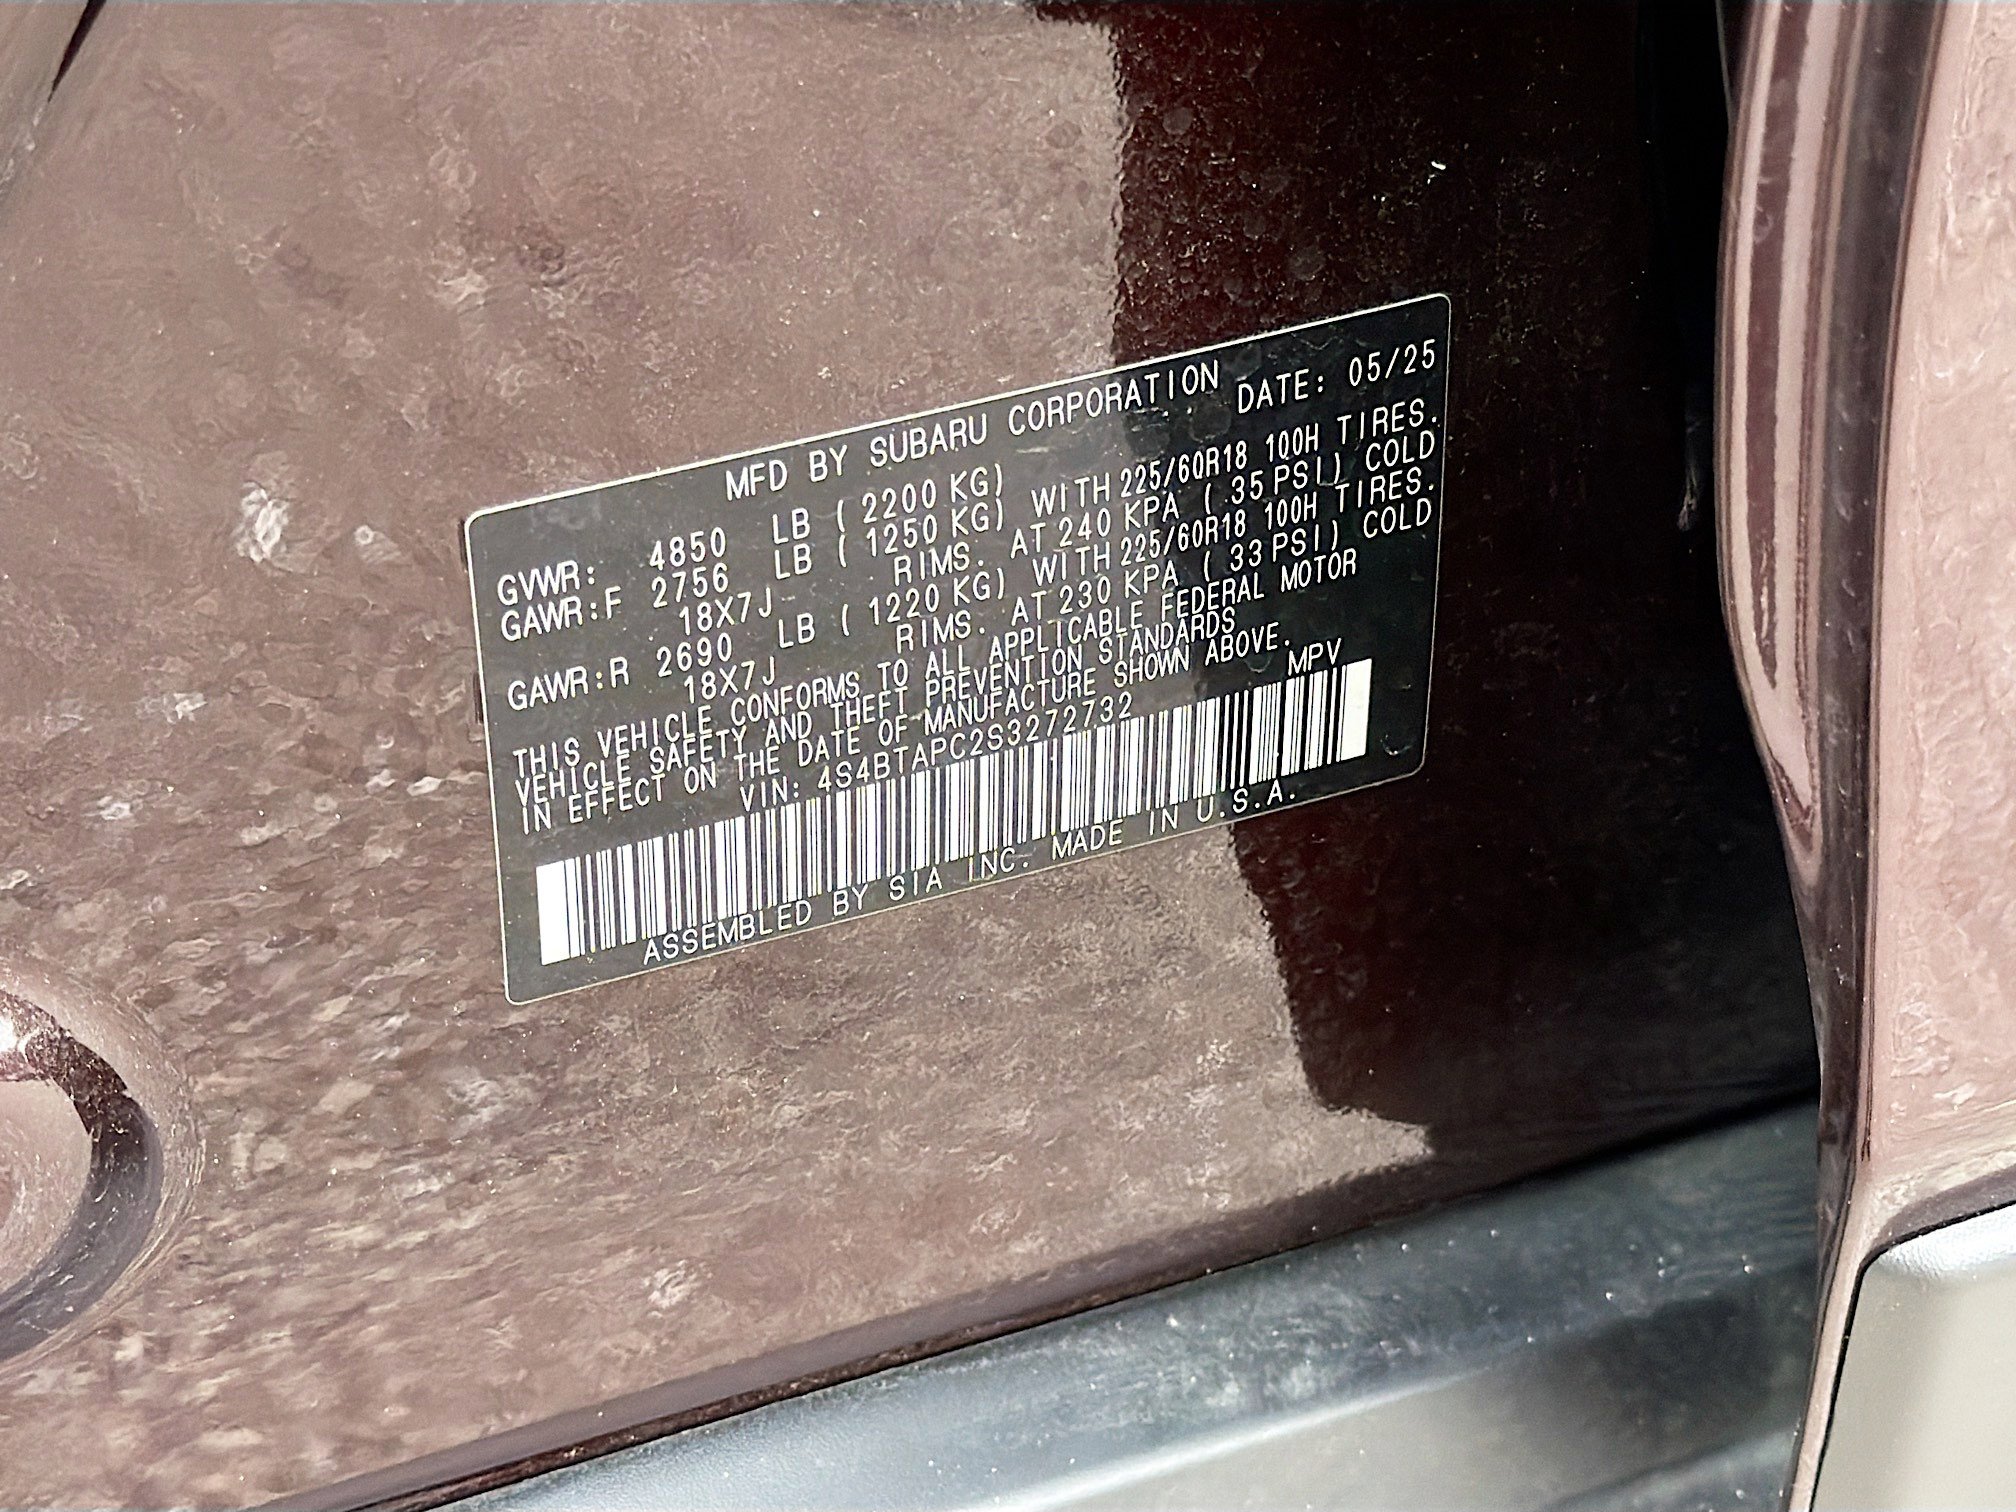 MFD BY SUBARU CORPORATION DATE: 05/25
GVWR: 4850 LB ( 2200 KG)
GAWR:F 2756 LB ( 1250 KG) WITH 225/60R18 100H TIRES.
18X7J RIMS. AT 240 KPA ( 35 PSI) COLD
GAWR:R 2690 LB ( 1220 KG) WITH 225/60R18 100H TIRES.
18X7J RIMS. AT 230 KPA ( 33 PSI) COLD
THIS VEHICLE CONFORMS TO ALL APPLICABLE FEDERAL MOTOR
VEHICLE SAFETY AND THEFT PREVENTION STANDARDS
IN EFFECT ON THE DATE OF MANUFACTURE SHOWN ABOVE.
VIN: 4S4BTAPC2S3272732 MPV
ASSEMBLED BY SIA INC. MADE IN U.S.A.